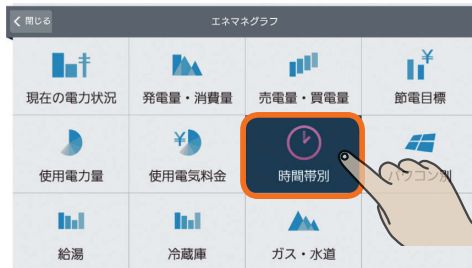 閉じる
エネマネグラフ
現在の電力状況
発電量・消費量
売電量・買電量
節電目標
使用電力量
使用電気料金
時間帯別
パソコン別
給湯
冷蔵庫
ガス・水道